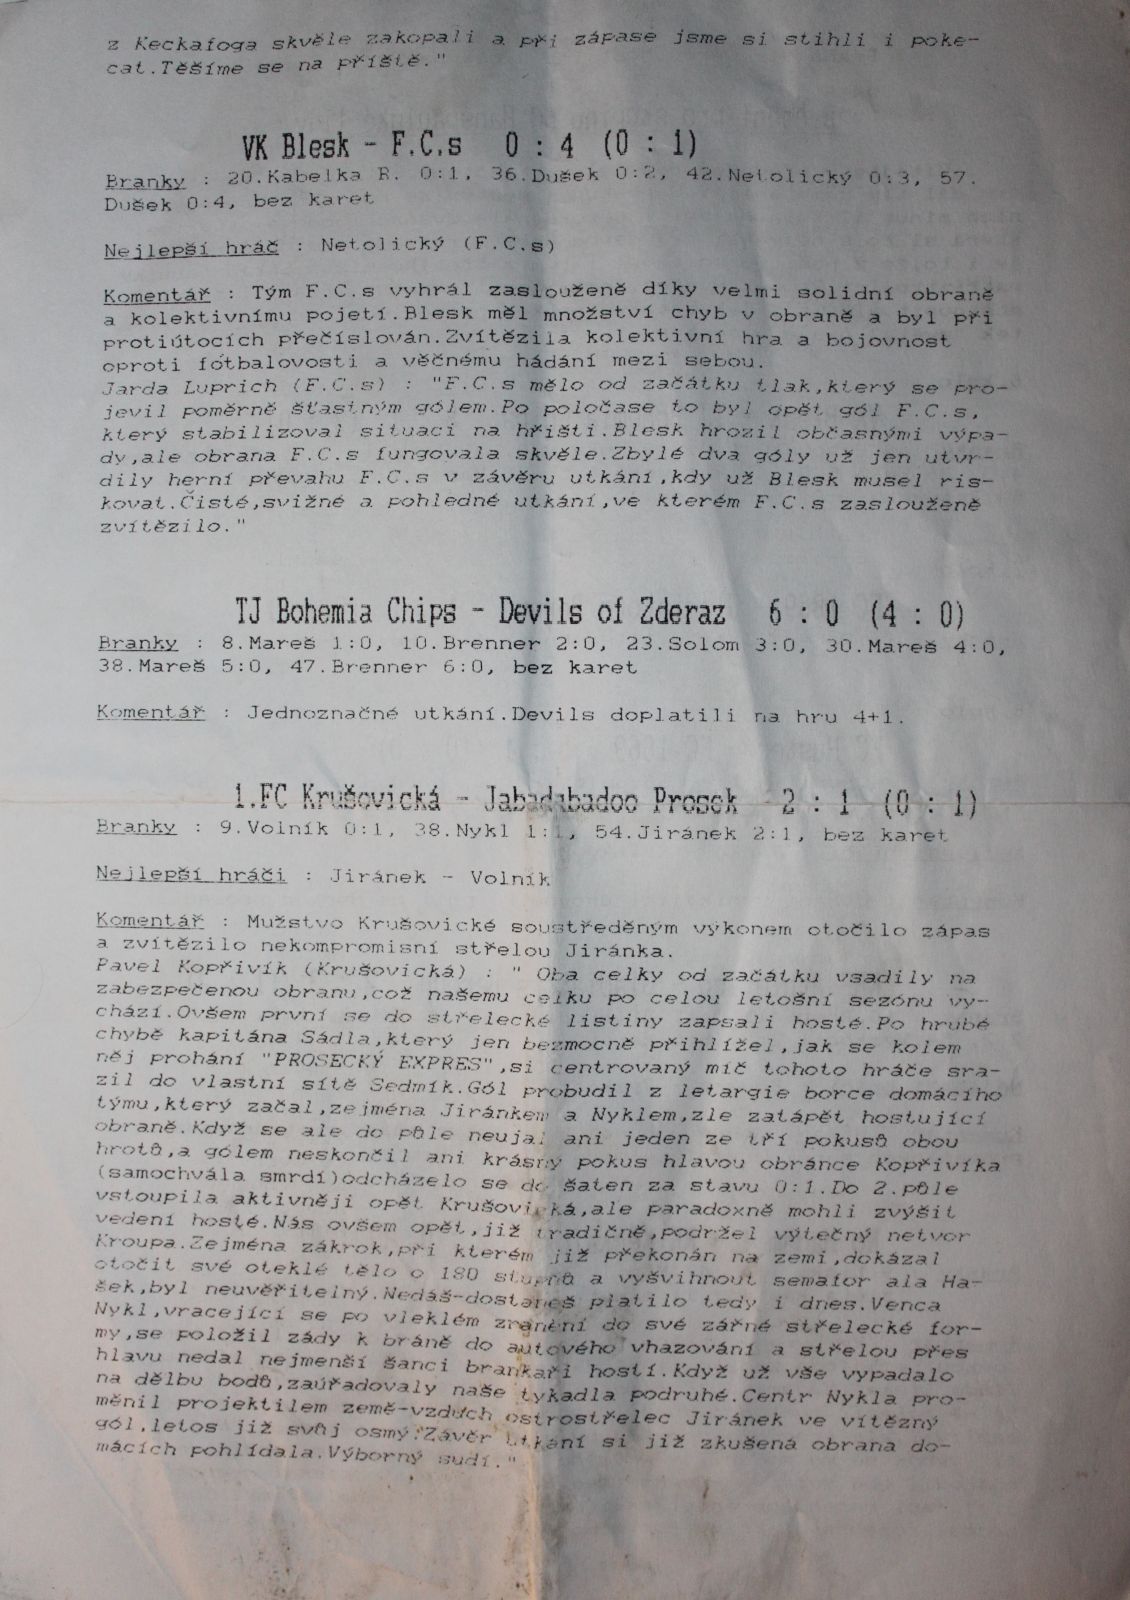 z Keckafoga skvěle zakopali a při zápase jsme si stihli i poke-
cat.Těšíme se na příště."
VK Blesk - F.C.s 0 : 4 (0 : 1)
Branky : 20.Kabelka R. 0:1, 36.Dušek 0:2, 42.Netolický 0:3, 57.
Dušek 0:4, bez karet
Nejlepší hráč : Netolický (F.C.s)
Komentář : Tým F.C.s vyhrál zaslouženě díky velmi solidní obraně
a kolektivnímu pojetí.Blesk měl množství chyb v obraně a byl při
protiútocích přečíslován.Zvítězila kolektivní hra a bojovnost
oproti fótbalovosti a věčnému hádání mezi sebou.
Jarda Luprich (F.C.s) : "F.C.s mělo od začátku tlak,který se pro-
jevil poměrně šťastným gólem.Po poločase to byl opět gól F.C.s,
který stabilizoval situaci na hřišti.Blesk hrozil občasnými výpa-
dy,ale obrana F.C.s fungovala skvěle.Zbylé dva góly už jen utvr-
dily herní převahu F.C.s v závěru utkání,kdy už Blesk musel ris-
kovat.Čisté,svižné a pohledné utkání,ve kterém F.C.s zaslouženě
zvítězilo."
TJ Bohemia Chips - Devils of Zderaz 6 : 0 (4 : 0)
Branky : 8.Mareš 1:0, 10.Brenner 2:0, 23.Solom 3:0, 30.Mareš 4:0,
38.Mareš 5:0, 47.Brenner 6:0, bez karet
Komentář : Jednoznačné utkání.Devils doplatili na hru 4+1.
1.FC Krušovická - Jabadabadoo Prosek 2 : 1 (0 : 1)
Branky : 9.Volník 0:1, 38.Nykl 1:1, 54.Jiránek 2:1, bez karet
Nejlepší hráči : Jiránek - Volník
Komentář : Mužstvo Krušovické soustředěným výkonem otočilo zápas
a zvítězilo nekompromisní střelou Jiránka.
Pavel Kopřivík (Krušovická) : " Oba celky od začátku vsadily na
zabezpečenou obranu,což našemu celku po celou letošní sezónu vy-
chází.Ovšem první se do střelecké listiny zapsali hosté.Po hrubé
chybě kapitána Sádla,který jen bezmocně přihlížel,jak se kolem
něj prohání "PROSECKÝ EXPRES",si centrovaný míč tohoto hráče sra-
zil do vlastní sítě Sedmík.Gól probudil z letargie borce domácího
týmu,který začal,zejména Jiránkem a Nyklem,zle zatápět hostující
obraně.Když se ale do půle neujal ani jeden ze tří pokusů obou
hrotů,a gólem neskončil ani krásný pokus hlavou obránce Kopřivíka
(samochvála smrdí)odcházelo se do šaten za stavu 0:1.Do 2.půle
vstoupila aktivněji opět Krušovická,ale paradoxně mohli zvýšit
vedení hosté.Nás ovšem opět,již tradičně,podržel výtečný netvor
Kroupa.Zejména zákrok,při kterém již překonán na zemi,dokázal
otočit své oteklé tělo o 180 stupňů a vyšvihnout semafor ala Ha-
šek,byl neuvěřitelný.Nedáš-dostaneš platilo tedy i dnes.Venca
Nykl,vracející se po vleklém zranění do své zářné střelecké for-
my,se položil zády k bráně do autového vhazování a střelou přes
hlavu nedal nejmenší šanci brankaři hostí.Když už vše vypadalo
na dělbu bodů,zaúřadovaly naše tykadla podruhé.Centr Nykla pro-
měnil projektilem země-vzduch ostrostřelec Jiránek ve vítězný
gól,letos již svůj osmý.Závěr utkání si již zkušená obrana do-
mácích pohlídala.Výborný sudí."